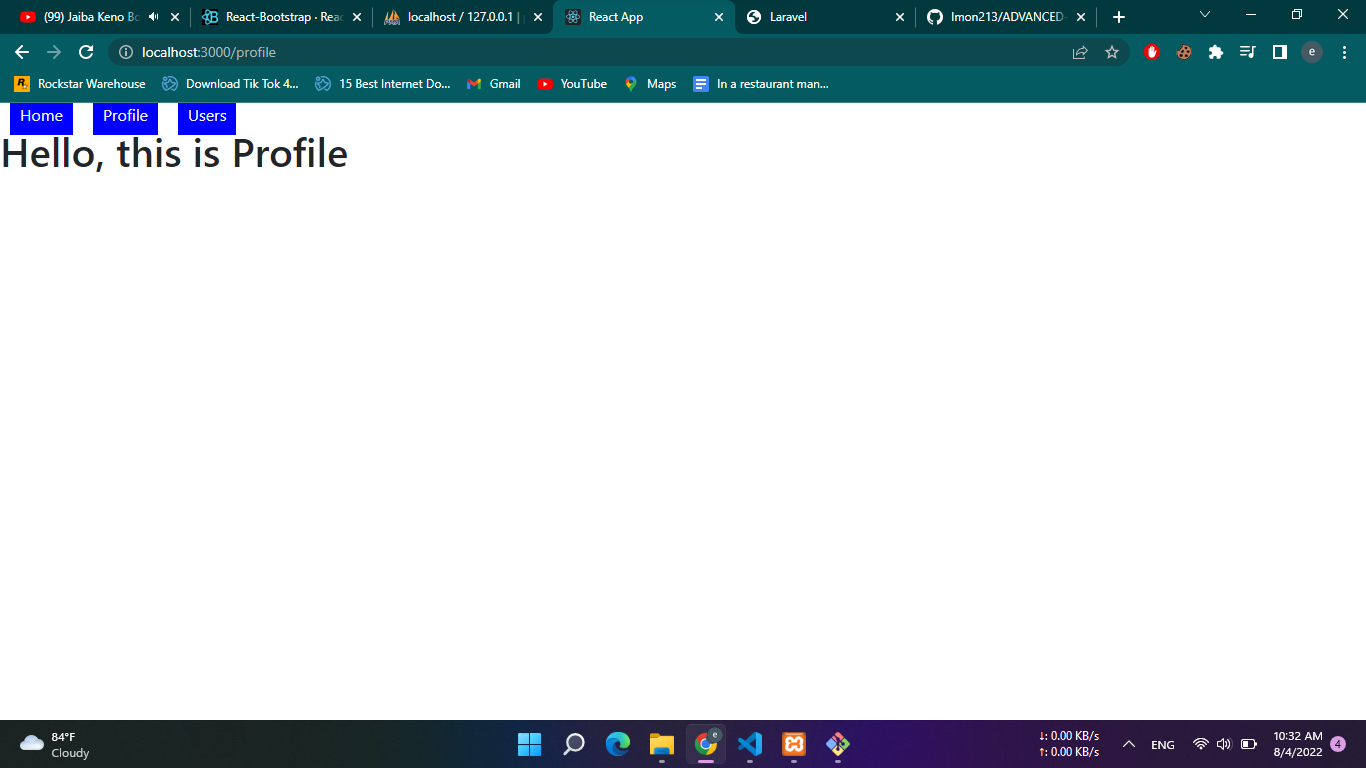 (99) Jaiba Keno Bo
React-Bootstrap · Reac
localhost / 127.0.0.1 | p
React App
Laravel
Imon213/ADVANCED-
localhost:3000/profile
e
Rockstar Warehouse
Download Tik Tok 4...
15 Best Internet Do...
Gmail
YouTube
Maps
In a restaurant man...
Home
Profile
Users
Hello, this is Profile
84°F
Cloudy
↓: 0.00 KB/s
↑: 0.00 KB/s
ENG
10:32 AM
8/4/2022
4